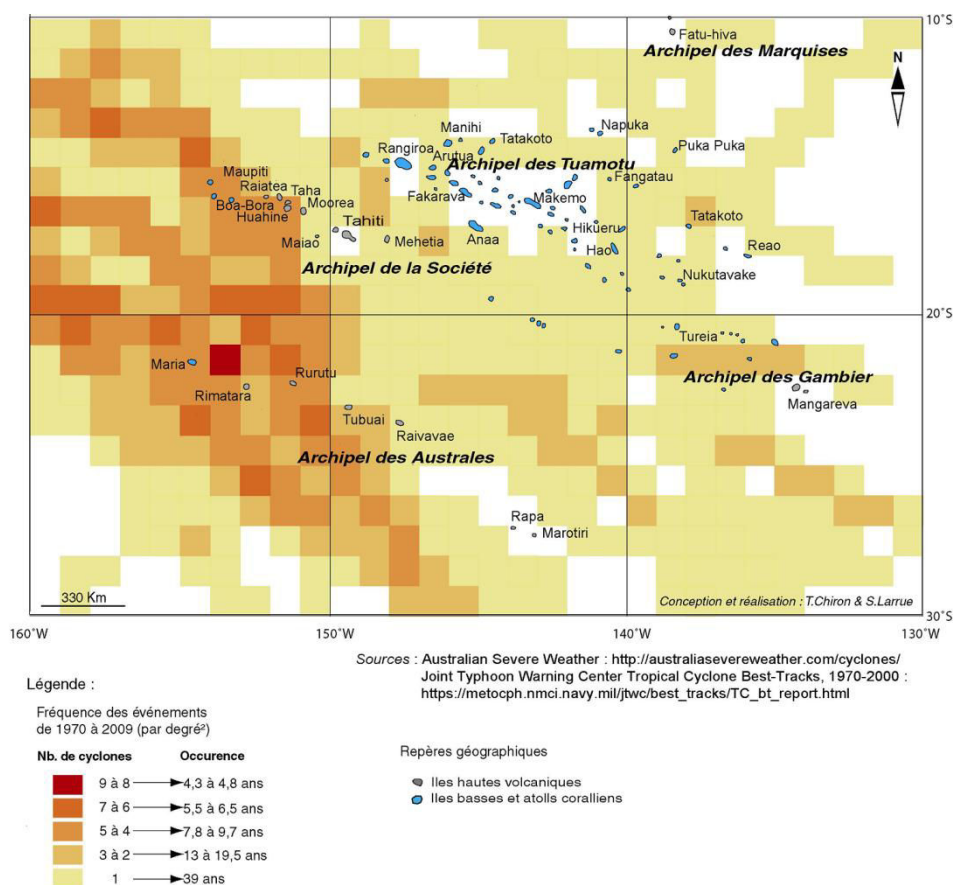 10°S
Fatu-hiva
Archipel des Marquises
N
Manihi
Tatakoto
Napuka
Puka Puka
Rangiroa
Arutua
Archipel des Tuamotu
Maupiti
Raiatea
Taha
Fakarava
Makemo
Fangatau
Boa-Bora
Moorea
Huahine
Tahiti
Tatakoto
Maiao
Mehetia
Anaa
Hikueru
Hao
Reao
Archipel de la Société
Nukutavake
20°S
Tureia
Maria
Rurutu
Archipel des Gambier
Rimatara
Mangareva
Tubuai
Raivavae
Archipel des Australes
Rapa
Marotiri
330 Km
Conception et réalisation : T.Chiron & S.Larrue
30°S
160°W
150°W
140°W
130°W
Sources : Australian Severe Weather : http://australiasevereweather.com/cyclones/
Joint Typhoon Warning Center Tropical Cyclone Best-Tracks, 1970-2000 :
https://metocph.nmci.navy.mil/jtwc/best_tracks/TC_bt_report.html
Légende :
Fréquence des événements
de 1970 à 2009 (par degré²)
Nb. de cyclones Occurence
9 à 8 4,3 à 4,8 ans
7 à 6 5,5 à 6,5 ans
5 à 4 7,8 à 9,7 ans
3 à 2 13 à 19,5 ans
1 39 ans
Repères géographiques
Iles hautes volcaniques
Iles basses et atolls coralliens